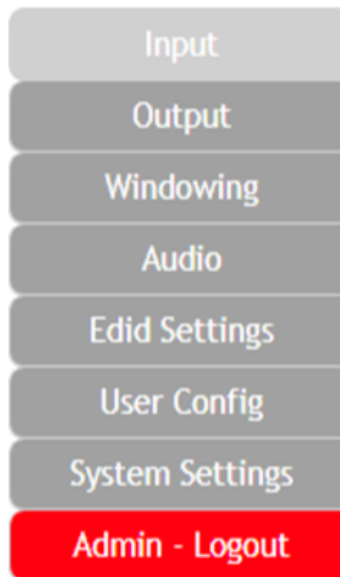 Input
Output
Windowing
Audio
Edid Settings
User Config
System Settings
Admin - Logout